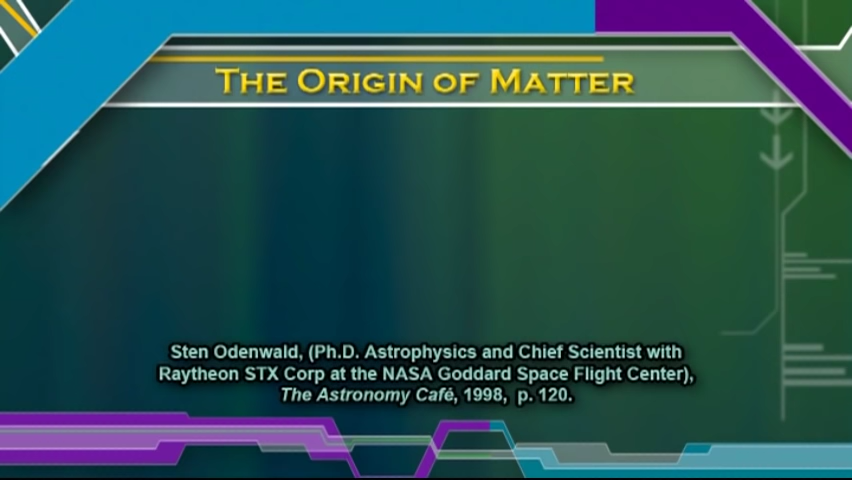 THE ORIGIN OF MATTER
Sten Odenwald, (Ph.D. Astrophysics and Chief Scientist with
Raytheon STX Corp at the NASA Goddard Space Flight Center),
The Astronomy Café, 1998, p. 120.